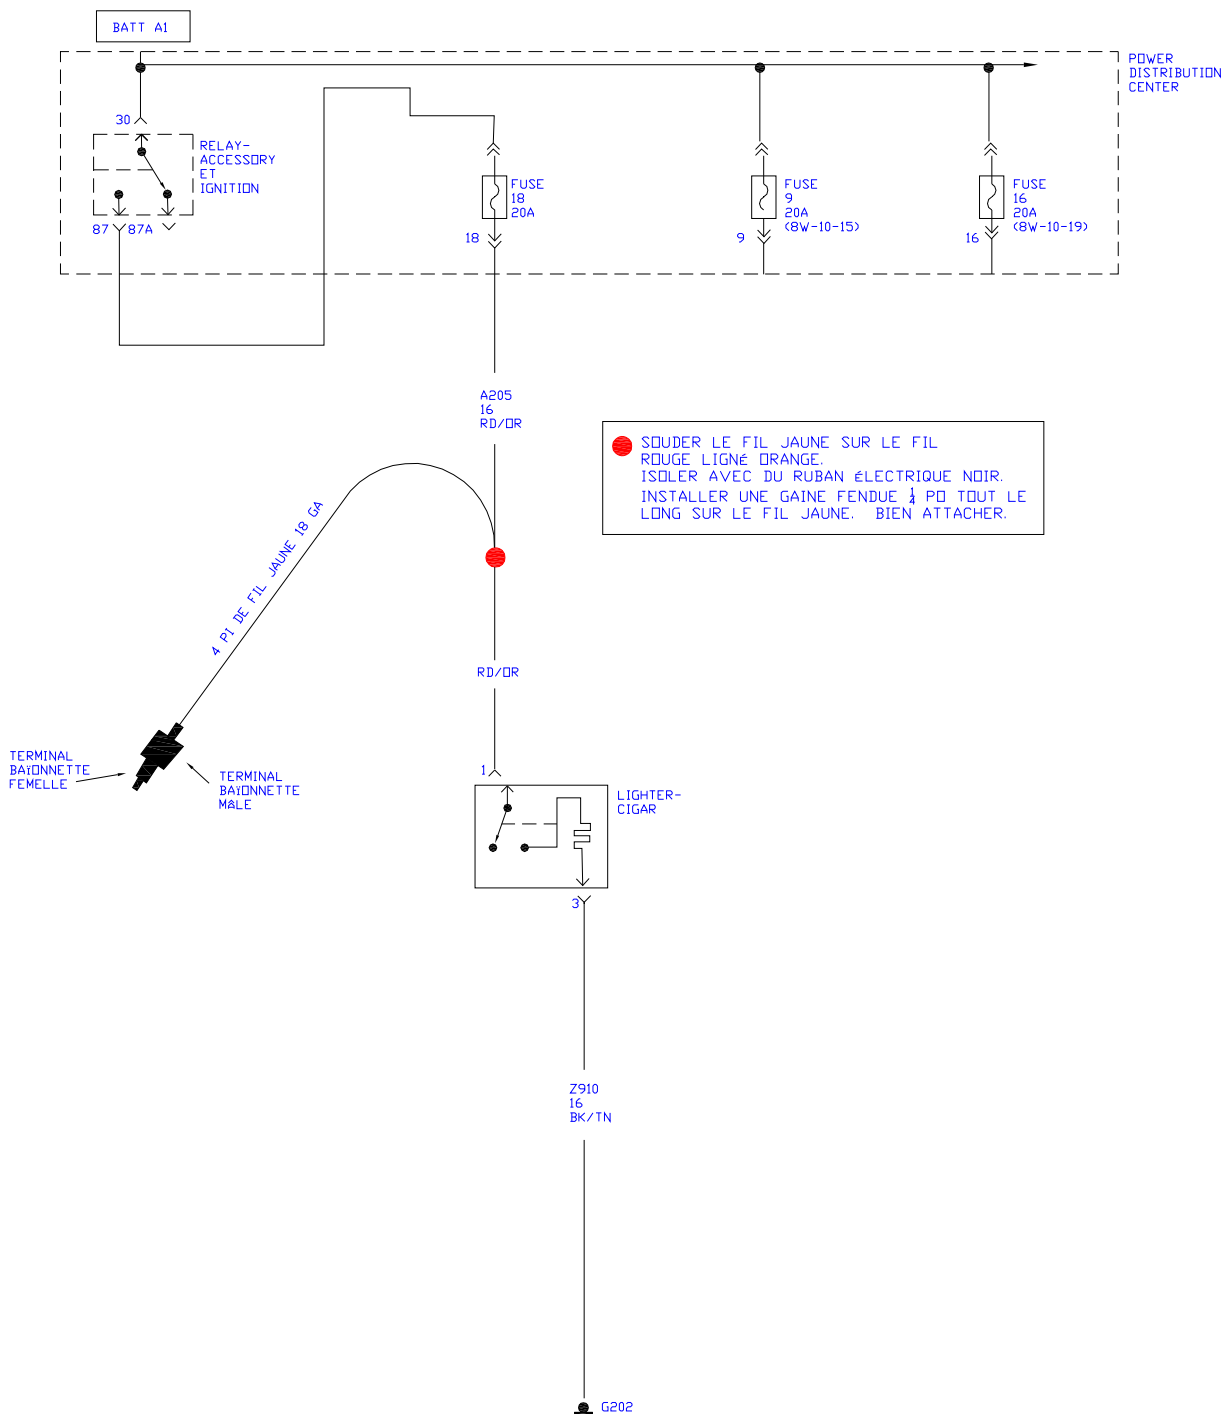 BATT A1
POWER
DISTRIBUTION
CENTER
30
RELAY-
ACCESSORY
ET
IGNITION
87
87A
FUSE
18
20A
18
FUSE
9
20A
(8W-10-15)
9
FUSE
16
20A
(8W-10-19)
16
A205
16
RD/OR
SOUDER LE FIL JAUNE SUR LE FIL
ROUGE LIGNÉ ORANGE.
ISOLER AVEC DU RUBAN ÉLECTRIQUE NOIR.
INSTALLER UNE GAINE FENDUE 1/4 PO TOUT LE
LONG SUR LE FIL JAUNE. BIEN ATTACHER.
4 PI DE FIL JAUNE 18 GA
RD/OR
TERMINAL
BAÏONNETTE
FEMELLE
TERMINAL
BAÏONNETTE
MÂLE
1
LIGHTER-
CIGAR
3
Z910
16
BK/TN
G202